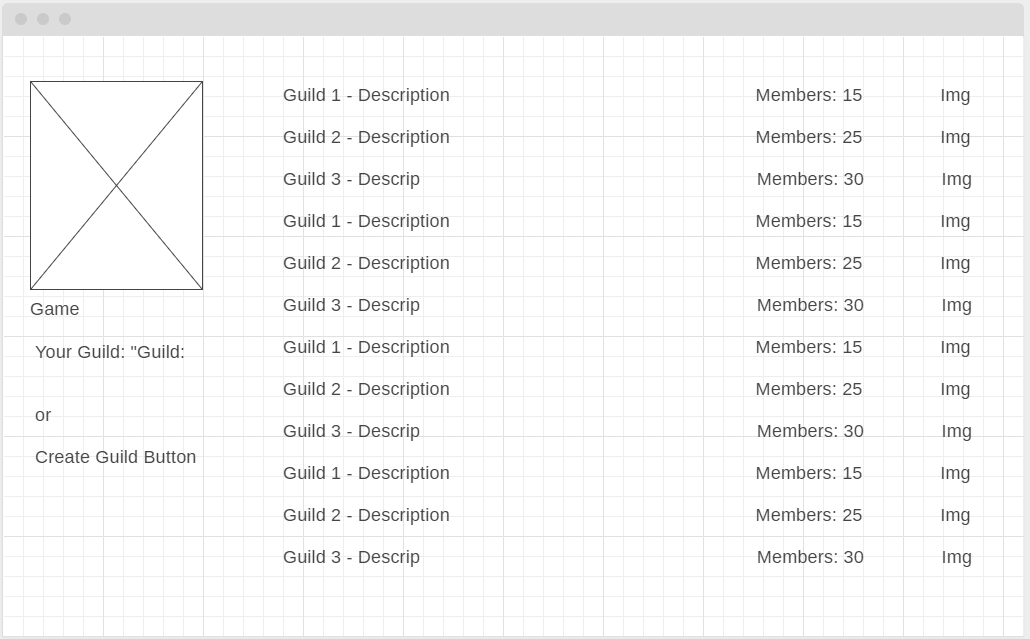 Guild 1 - Description Members: 15 Img
Guild 2 - Description Members: 25 Img
Guild 3 - Descrip Members: 30 Img
Guild 1 - Description Members: 15 Img
Guild 2 - Description Members: 25 Img
Guild 3 - Descrip Members: 30 Img
Guild 1 - Description Members: 15 Img
Guild 2 - Description Members: 25 Img
Guild 3 - Descrip Members: 30 Img
Guild 1 - Description Members: 15 Img
Guild 2 - Description Members: 25 Img
Guild 3 - Descrip Members: 30 Img
Game
Your Guild: "Guild:
or
Create Guild Button